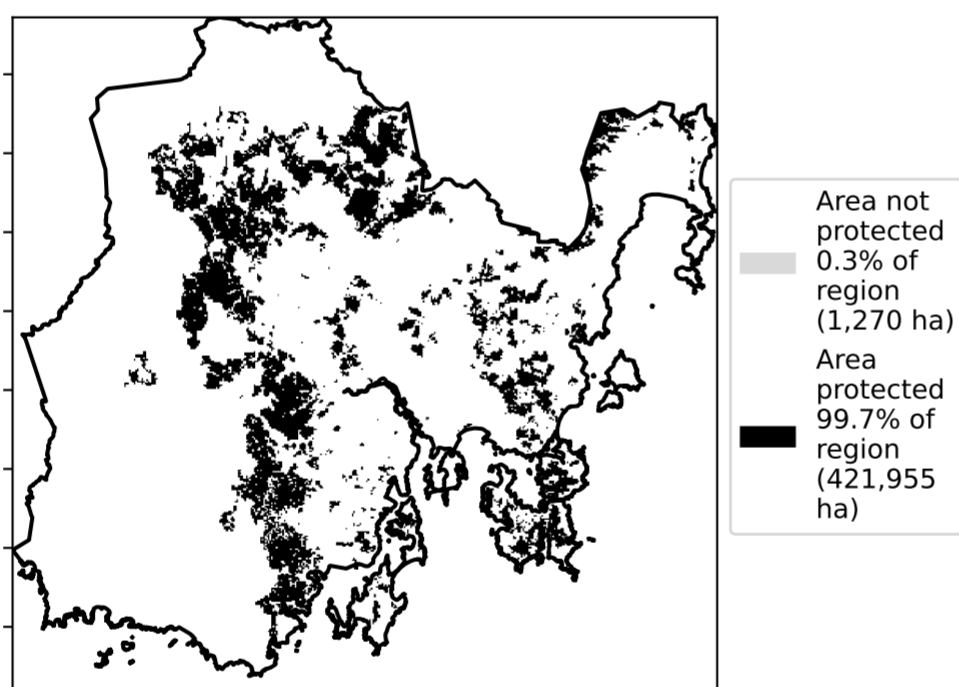 Area not
protected
0.3% of
region
(1,270 ha)
Area
protected
99.7% of
region
(421,955
ha)